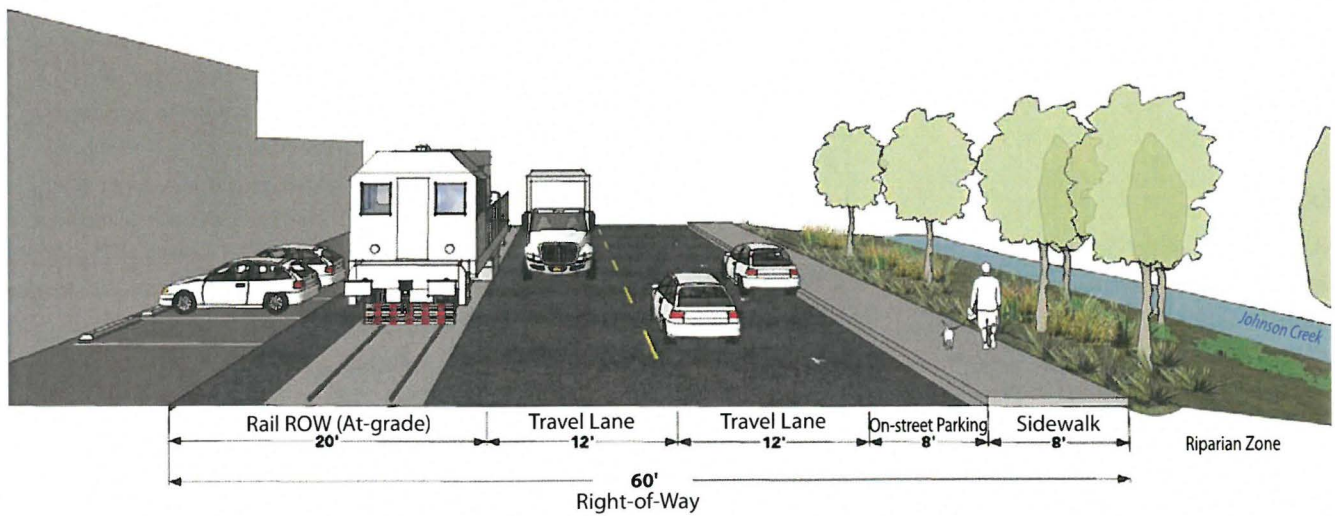 Johnson Creek
Rail ROW (At-grade)
20'
Travel Lane
12'
Travel Lane
12'
On-street Parking
8'
Sidewalk
8'
Riparian Zone
60'
Right-of-Way